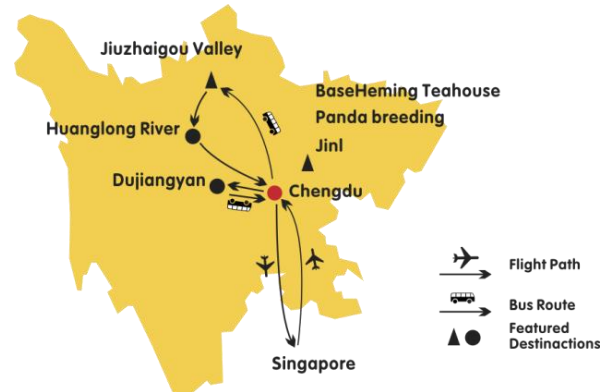 Jiuzhaigou Valley
BaseHeming Teahouse
Panda breeding
Jinl
Huanglong River
Dujiangyan
Chengdu
Singapore
Flight Path
Bus Route
Featured
Destinactions